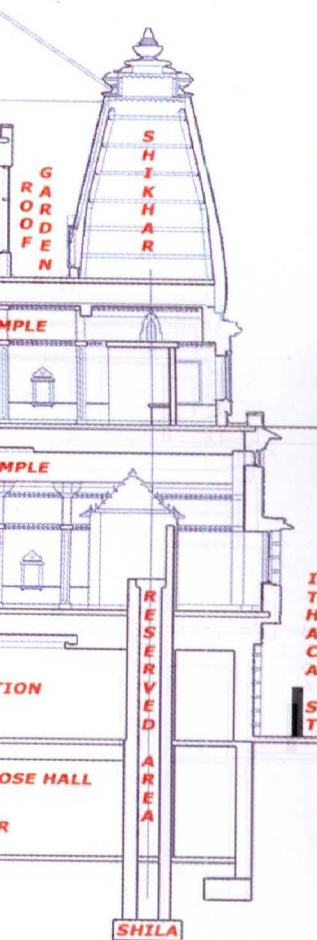 SHIKHAR
ROOF
GARDEN
MPLE
MPLE
RESERVED AREA
ITHACA ST
TION
OSE HALL
R
SHILA